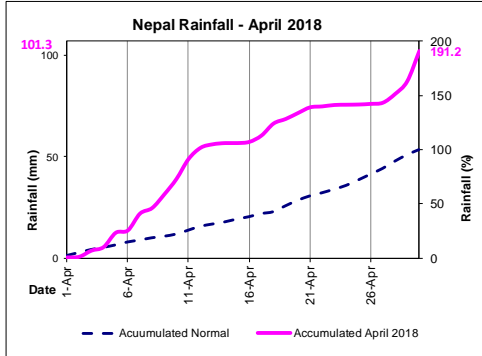 Nepal Rainfall - April 2018
101.3
100
50
0
Rainfall (mm)
200
191.2
150
100
50
0
Rainfall (%)
Date
1-Apr
6-Apr
11-Apr
16-Apr
21-Apr
26-Apr
Acuumulated Normal
Accumulated April 2018